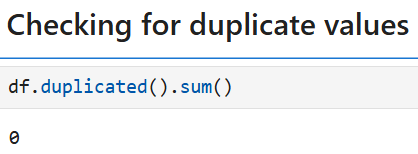 Checking for duplicate values
df.duplicated().sum()
0